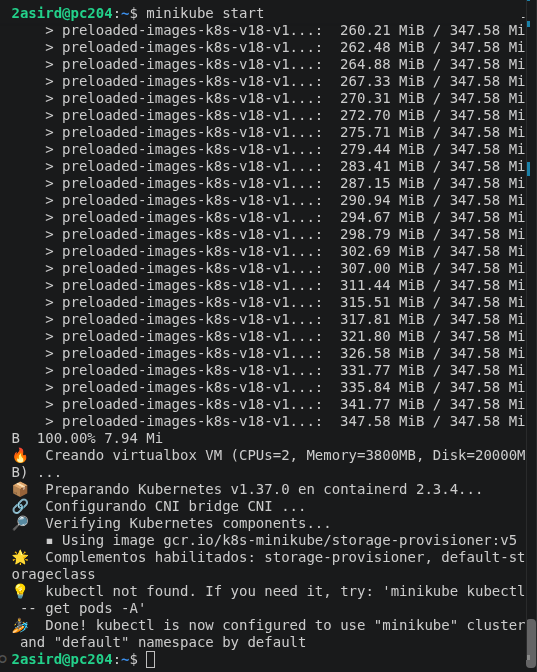 2asird@pc204:~$ minikube start
    > preloaded-images-k8s-v18-v1...:  260.21 MiB / 347.58 Mi
    > preloaded-images-k8s-v18-v1...:  262.48 MiB / 347.58 Mi
    > preloaded-images-k8s-v18-v1...:  264.88 MiB / 347.58 Mi
    > preloaded-images-k8s-v18-v1...:  267.33 MiB / 347.58 Mi
    > preloaded-images-k8s-v18-v1...:  270.31 MiB / 347.58 Mi
    > preloaded-images-k8s-v18-v1...:  272.70 MiB / 347.58 Mi
    > preloaded-images-k8s-v18-v1...:  275.71 MiB / 347.58 Mi
    > preloaded-images-k8s-v18-v1...:  279.44 MiB / 347.58 Mi
    > preloaded-images-k8s-v18-v1...:  283.41 MiB / 347.58 Mi
    > preloaded-images-k8s-v18-v1...:  287.15 MiB / 347.58 Mi
    > preloaded-images-k8s-v18-v1...:  290.94 MiB / 347.58 Mi
    > preloaded-images-k8s-v18-v1...:  294.67 MiB / 347.58 Mi
    > preloaded-images-k8s-v18-v1...:  298.79 MiB / 347.58 Mi
    > preloaded-images-k8s-v18-v1...:  302.69 MiB / 347.58 Mi
    > preloaded-images-k8s-v18-v1...:  307.00 MiB / 347.58 Mi
    > preloaded-images-k8s-v18-v1...:  311.44 MiB / 347.58 Mi
    > preloaded-images-k8s-v18-v1...:  315.51 MiB / 347.58 Mi
    > preloaded-images-k8s-v18-v1...:  317.81 MiB / 347.58 Mi
    > preloaded-images-k8s-v18-v1...:  321.80 MiB / 347.58 Mi
    > preloaded-images-k8s-v18-v1...:  326.58 MiB / 347.58 Mi
    > preloaded-images-k8s-v18-v1...:  331.77 MiB / 347.58 Mi
    > preloaded-images-k8s-v18-v1...:  335.84 MiB / 347.58 Mi
    > preloaded-images-k8s-v18-v1...:  341.77 MiB / 347.58 Mi
    > preloaded-images-k8s-v18-v1...:  347.58 MiB / 347.58 Mi
B  100.00% 7.94 Mi
🔥  Creando virtualbox VM (CPUs=2, Memory=3800MB, Disk=20000M
B) ...
📦  Preparando Kubernetes v1.37.0 en containerd 2.3.4...
🔗  Configurando CNI bridge CNI ...
🔎  Verifying Kubernetes components...
    ▪ Using image gcr.io/k8s-minikube/storage-provisioner:v5
🌟  Complementos habilitados: storage-provisioner, default-st
orageclass
💡  kubectl not found. If you need it, try: 'minikube kubectl
 -- get pods -A'
🏄  Done! kubectl is now configured to use "minikube" cluster
 and "default" namespace by default
2asird@pc204:~$